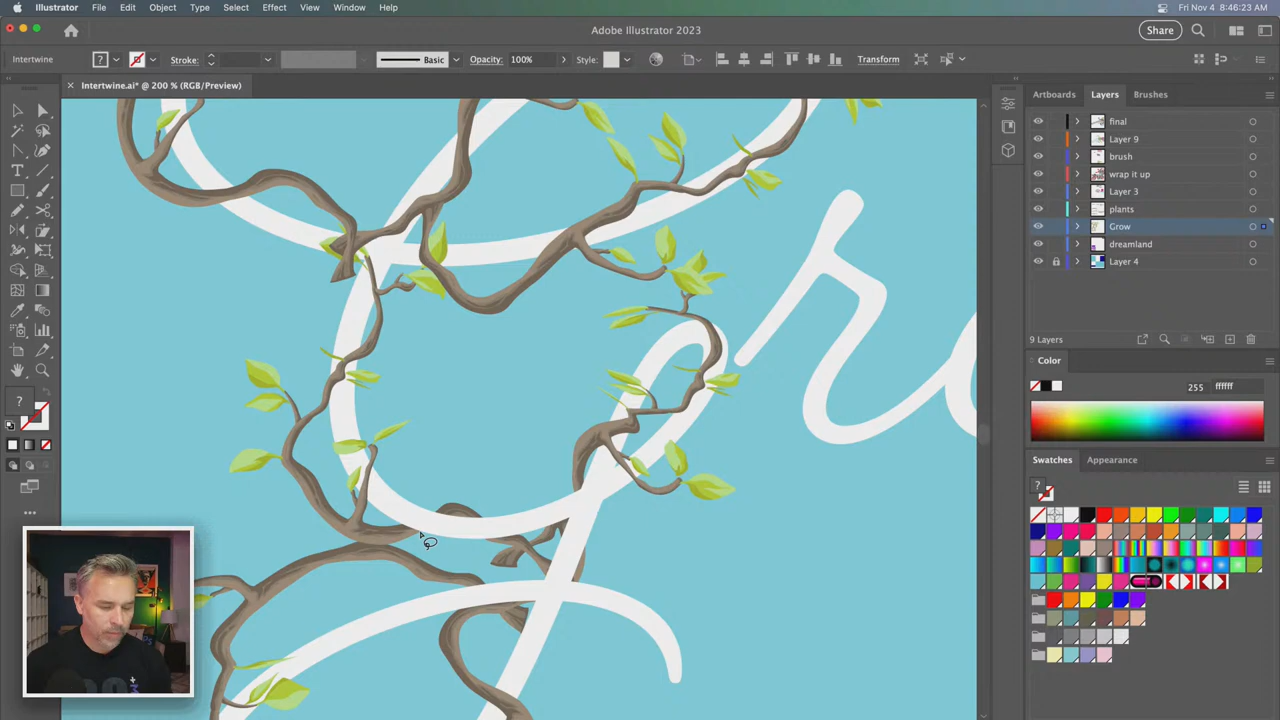 Illustrator File Edit Object Type Select Effect View Window Help Fri Nov 4 8:46:23 AM
Adobe Illustrator 2023 Share
Intertwine ? Stroke: Basic Opacity: 100% Style: Transform
Intertwine.ai* @ 200 % (RGB/Preview)
Artboards Layers Brushes
final
Layer 9
brush
wrap it up
Layer 3
plants
Grow
dreamland
Layer 4
9 Layers
Color
255 ffffff
Swatches Appearance
?
?
r